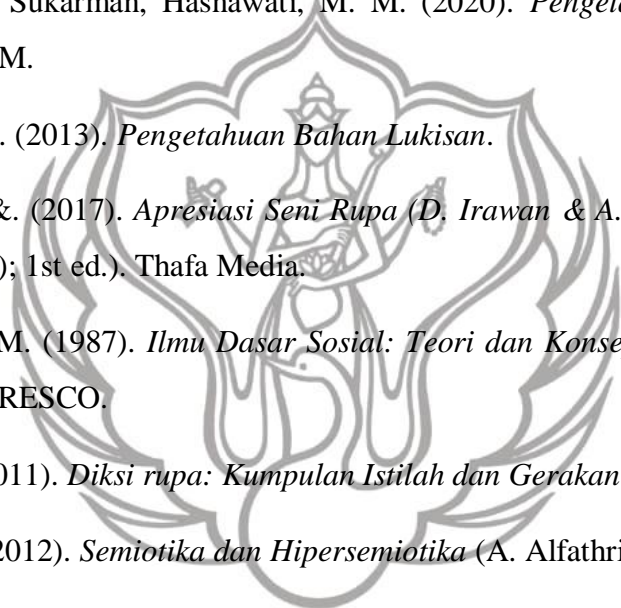 Sukarman, Hasnawati, M. M. (2020). Pengeta
M.
. (2013). Pengetahuan Bahan Lukisan.
&. (2017). Apresiasi Seni Rupa (D. Irawan & A.
); 1st ed.). Thafa Media.
M. (1987). Ilmu Dasar Sosial: Teori dan Konse
RESCO.
011). Diksi rupa: Kumpulan Istilah dan Gerakan
2012). Semiotika dan Hipersemiotika (A. Alfathri